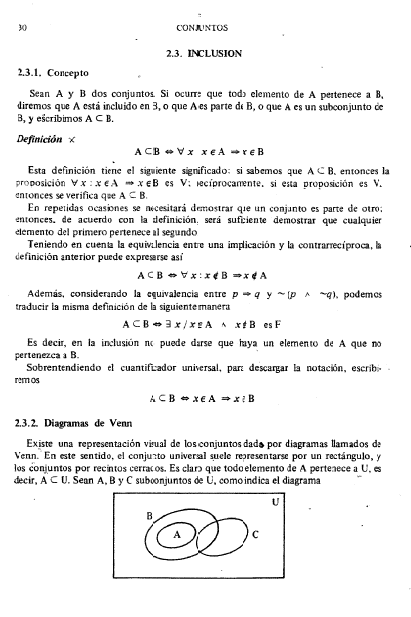 30 CONJUNTOS
2.3. INCLUSION
2.3.1. Concepto
Sean A y B dos conjuntos. Si ocurre que todo elemento de A pertenece a B,
diremos que A está incluido en B, o que A es parte de B, o que A es un subconjunto de
B, y escribimos A ⊂ B.
Definición
A ⊂ B ⇔ ∀ x x ∈ A ⇒ x ∈ B
Esta definición tiene el siguiente significado: si sabemos que A ⊂ B, entonces la
proposición ∀ x : x ∈ A ⇒ x ∈ B es V; recíprocamente, si esta proposición es V,
entonces se verifica que A ⊂ B.
En repetidas ocasiones se necesitará demostrar que un conjunto es parte de otro;
entonces, de acuerdo con la definición, será suficiente demostrar que cualquier
elemento del primero pertenece al segundo
Teniendo en cuenta la equivalencia entre una implicación y la contrarrecíproca, la
definición anterior puede expresarse así
A ⊂ B ⇔ ∀ x : x ∉ B ⇒ x ∉ A
Además, considerando la equivalencia entre p ⇒ q y ~ (p ∧ ~q), podemos
traducir la misma definición de la siguiente manera
A ⊂ B ⇔ ∃ x / x ∈ A ∧ x ∉ B es F
Es decir, en la inclusión no puede darse que haya un elemento de A que no
pertenezca a B.
Sobrentendiendo el cuantificador universal, para descargar la notación, escribi-
remos
A ⊂ B ⇔ x ∈ A ⇒ x ∈ B
2.3.2. Diagramas de Venn
Existe una representación visual de los conjuntos dada por diagramas llamados de
Venn. En este sentido, el conjunto universal suele representarse por un rectángulo, y
los conjuntos por recintos cerrados. Es claro que todo elemento de A pertenece a U, es
decir, A ⊂ U. Sean A, B y C subconjuntos de U, como indica el diagrama
U
B
A C